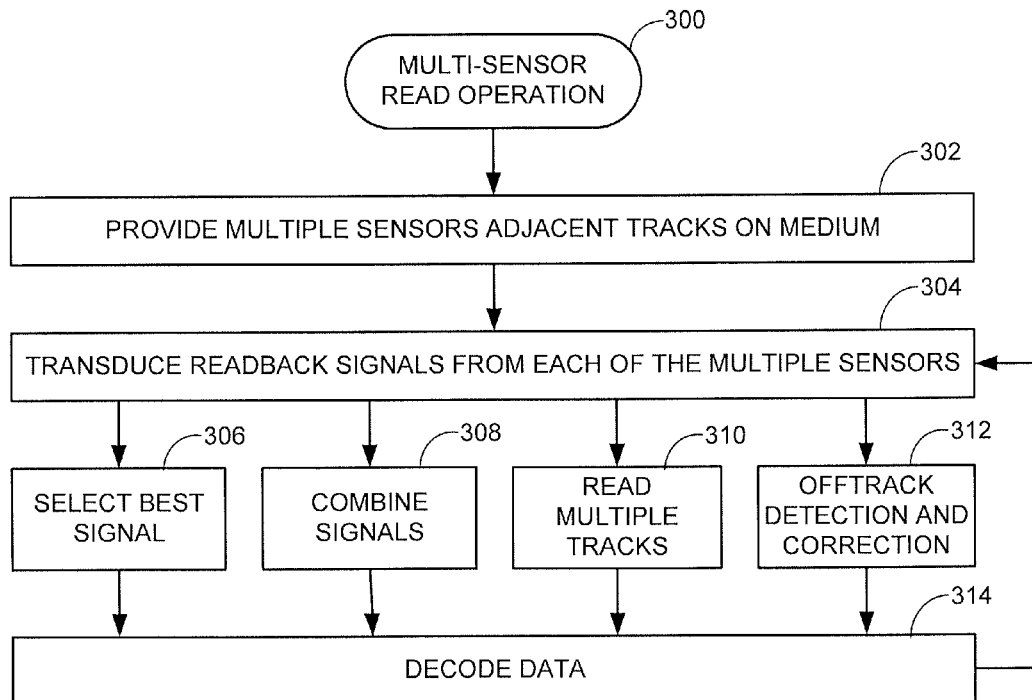 300
MULTI-SENSOR
READ OPERATION
302
PROVIDE MULTIPLE SENSORS ADJACENT TRACKS ON MEDIUM
304
TRANSDUCE READBACK SIGNALS FROM EACH OF THE MULTIPLE SENSORS
306
SELECT BEST
SIGNAL
308
COMBINE
SIGNALS
310
READ
MULTIPLE
TRACKS
312
OFFTRACK
DETECTION AND
CORRECTION
314
DECODE DATA